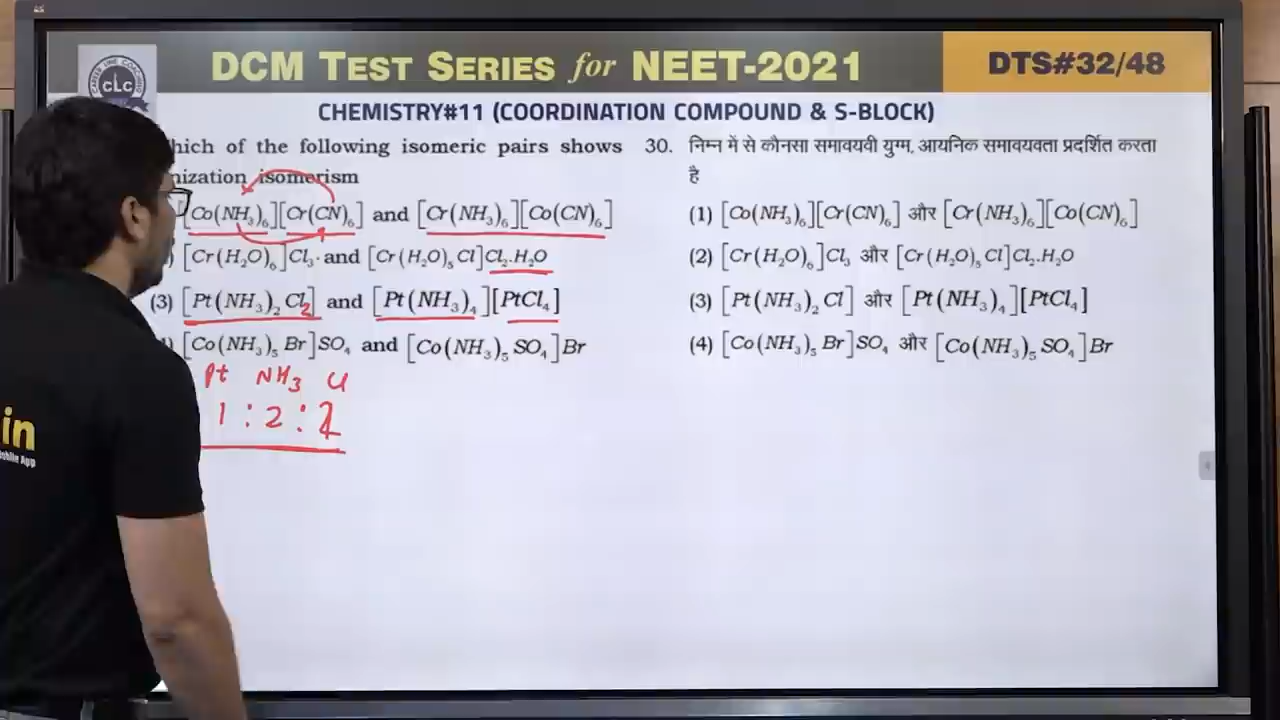 DCM TEST SERIES for NEET-2021
DTS#32/48
CLC
CHEMISTRY#11 (COORDINATION COMPOUND & S-BLOCK)
hich of the following isomeric pairs shows
nization isomerism
[Co(NH₃)₆][Cr(CN)₆] and [Cr(NH₃)₆][Co(CN)₆]
) [Cr(H₂O)₆]Cl₃ and [Cr(H₂O)₅Cl]Cl₂.H₂O
(3) [Pt(NH₃)₂Cl₂] and [Pt(NH₃)₄][PtCl₄]
) [Co(NH₃)₅Br]SO₄ and [Co(NH₃)₅SO₄]Br
Pt NH₃ Cl
1 : 2 : 2
30. निम्न में से कौनसा समावयवी युग्म, आयनिक समावयवता प्रदर्शित करता
है
(1) [Co(NH₃)₆][Cr(CN)₆] और [Cr(NH₃)₆][Co(CN)₆]
(2) [Cr(H₂O)₆]Cl₃ और [Cr(H₂O)₅Cl]Cl₂.H₂O
(3) [Pt(NH₃)₂Cl] और [Pt(NH₃)₄][PtCl₄]
(4) [Co(NH₃)₅Br]SO₄ और [Co(NH₃)₅SO₄]Br
in
Mobile App